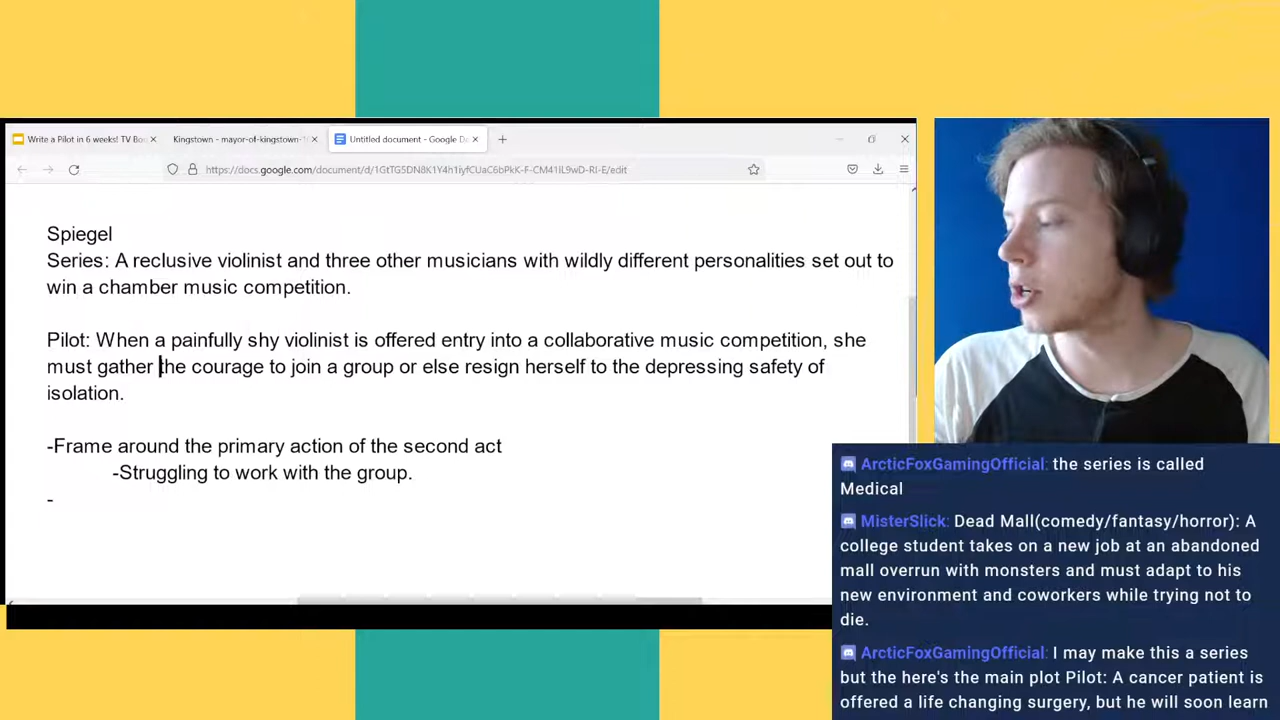 Write a Pilot in 6 weeks! TV Bo
Kingstown - mayor-of-kingstown-1
Untitled document - Google D
https://docs.google.com/document/d/1GtTG5DN8K1Y4h1iyfCUaC6bPkK-F-CM41lL9wD-RI-E/edit
Spiegel
Series: A reclusive violinist and three other musicians with wildly different personalities set out to
win a chamber music competition.
Pilot: When a painfully shy violinist is offered entry into a collaborative music competition, she
must gather the courage to join a group or else resign herself to the depressing safety of
isolation.
-Frame around the primary action of the second act
-Struggling to work with the group.
-
ArcticFoxGamingOfficial: the series is called
Medical
MisterSlick: Dead Mall(comedy/fantasy/horror): A
college student takes on a new job at an abandoned
mall overrun with monsters and must adapt to his
new environment and coworkers while trying not to
die.
ArcticFoxGamingOfficial: I may make this a series
but the here's the main plot Pilot: A cancer patient is
offered a life changing surgery, but he will soon learn